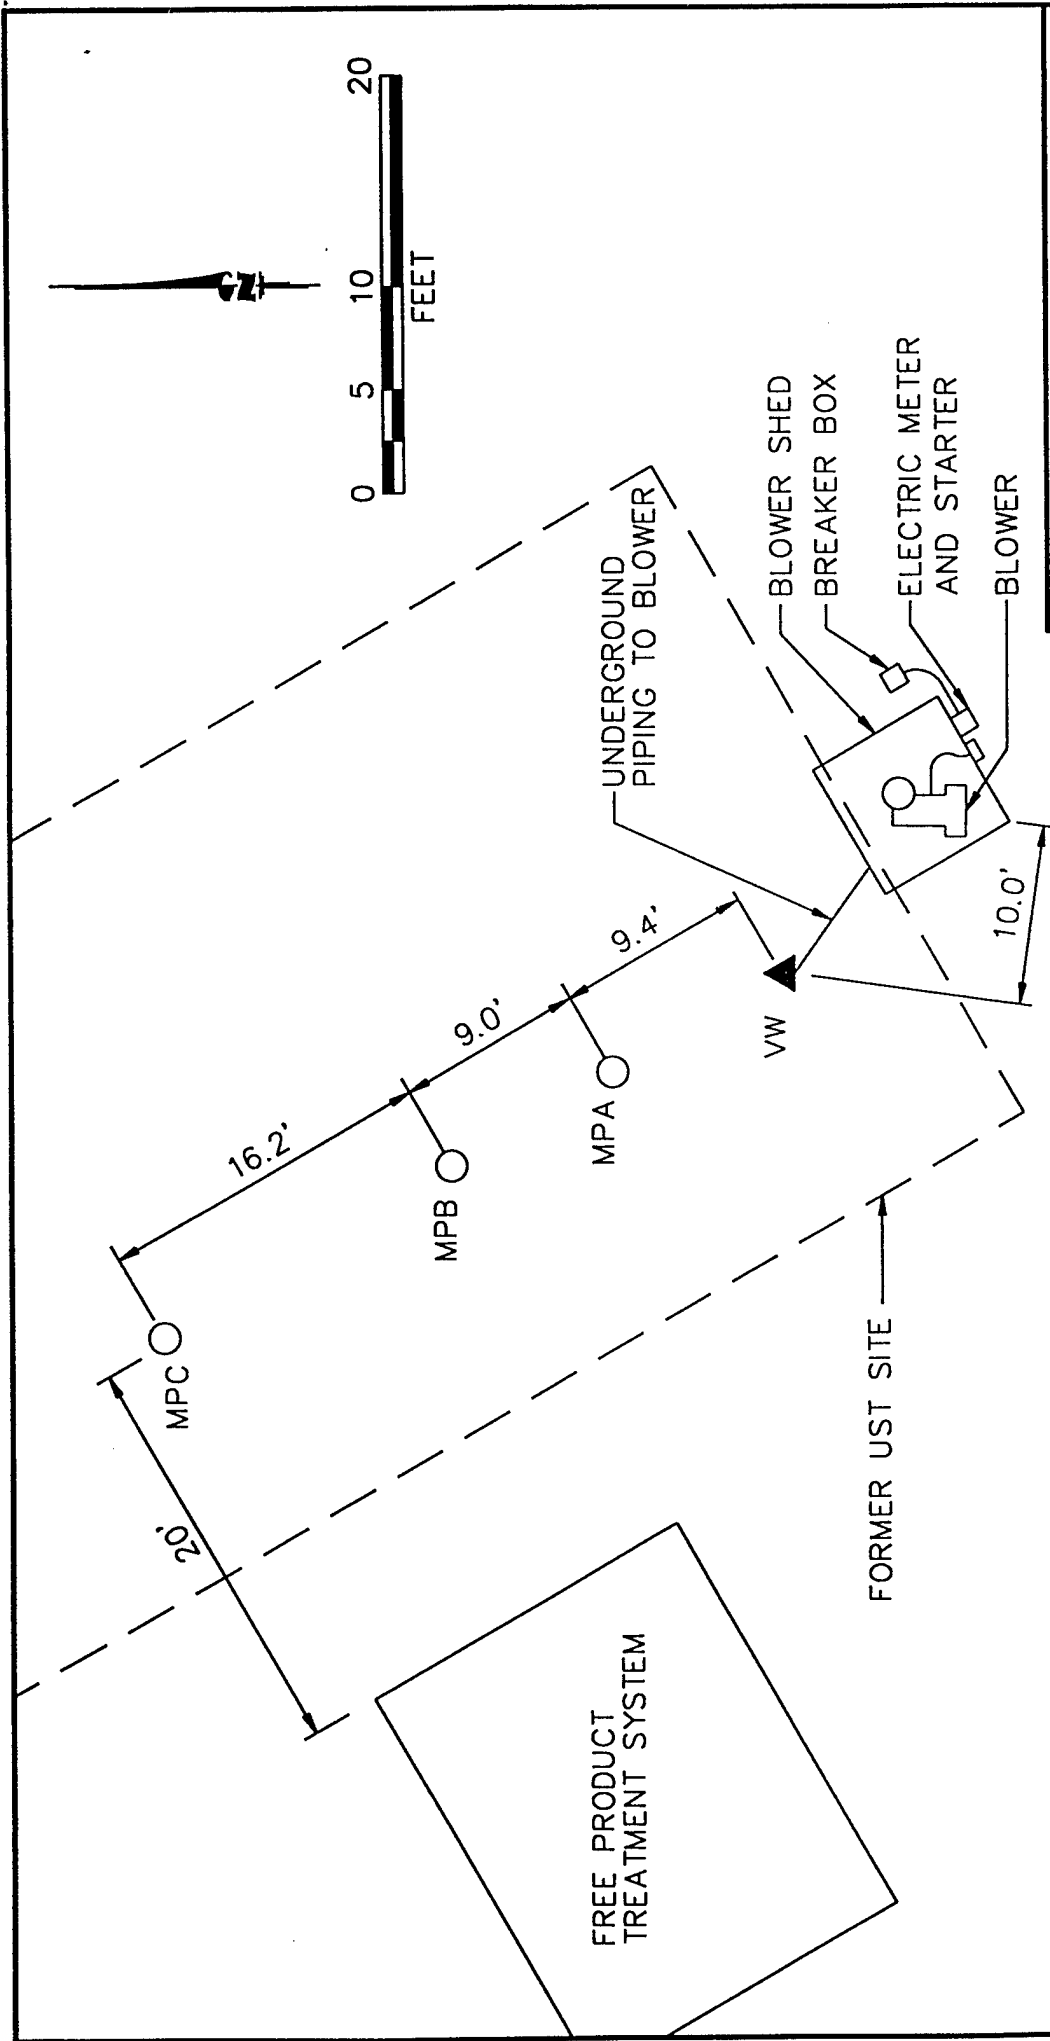 N
0 5 10 20
FEET
16.2'
9.0'
9.4'
20'
MPC
MPB
MPA
VW
UNDERGROUND
PIPING TO BLOWER
BLOWER SHED
BREAKER BOX
ELECTRIC METER
AND STARTER
BLOWER
10.0'
FORMER UST SITE
FREE PRODUCT
TREATMENT SYSTEM